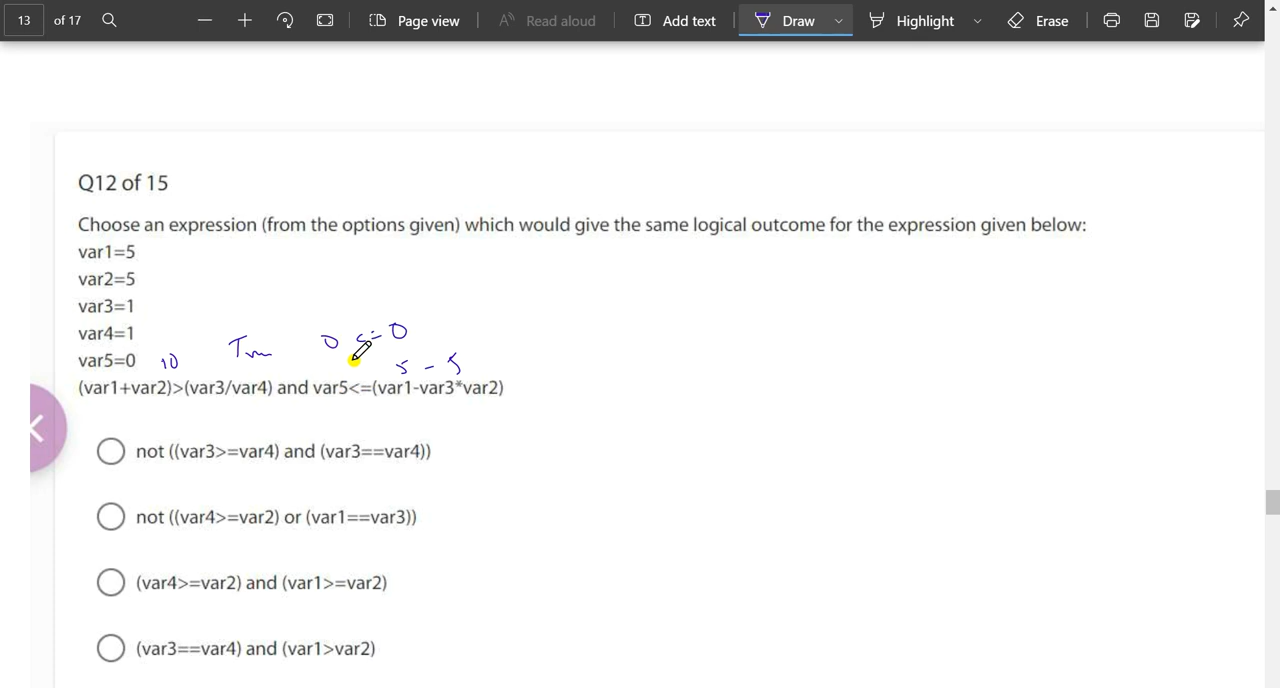 13 of 17 Page view Read aloud Add text Draw Highlight Erase
Q12 of 15
Choose an expression (from the options given) which would give the same logical outcome for the expression given below:
var1=5
var2=5
var3=1
var4=1
0 <= 0
var5=0 10 True 5 - 5
(var1+var2)>(var3/var4) and var5<=(var1-var3*var2)
not ((var3>=var4) and (var3==var4))
not ((var4>=var2) or (var1==var3))
(var4>=var2) and (var1>=var2)
(var3==var4) and (var1>var2)